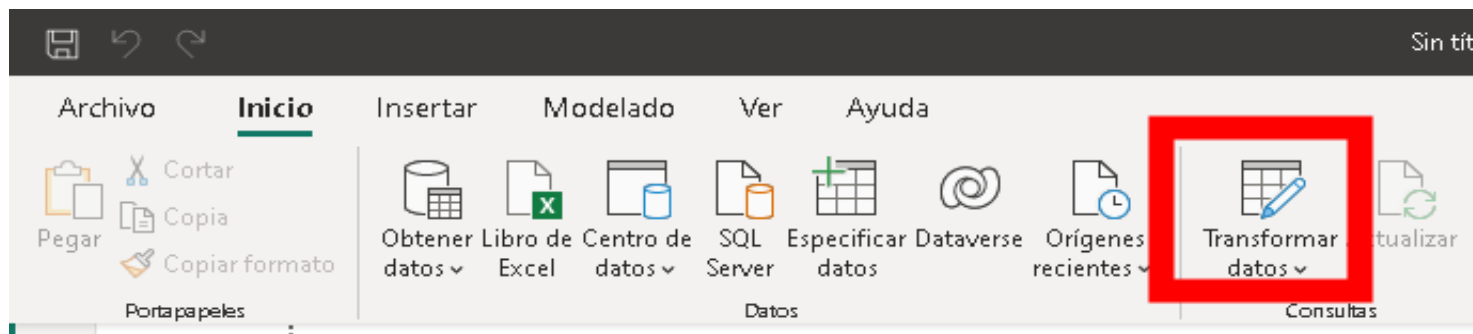 Sin tít
Archivo Inicio Insertar Modelado Ver Ayuda
Pegar
Cortar
Copia
Copiar formato
Portapapeles
Obtener datos
Libro de Excel
Centro de datos
SQL Server
Especificar datos
Dataverse
Orígenes recientes
Datos
Transformar datos
tualizar
Consultas